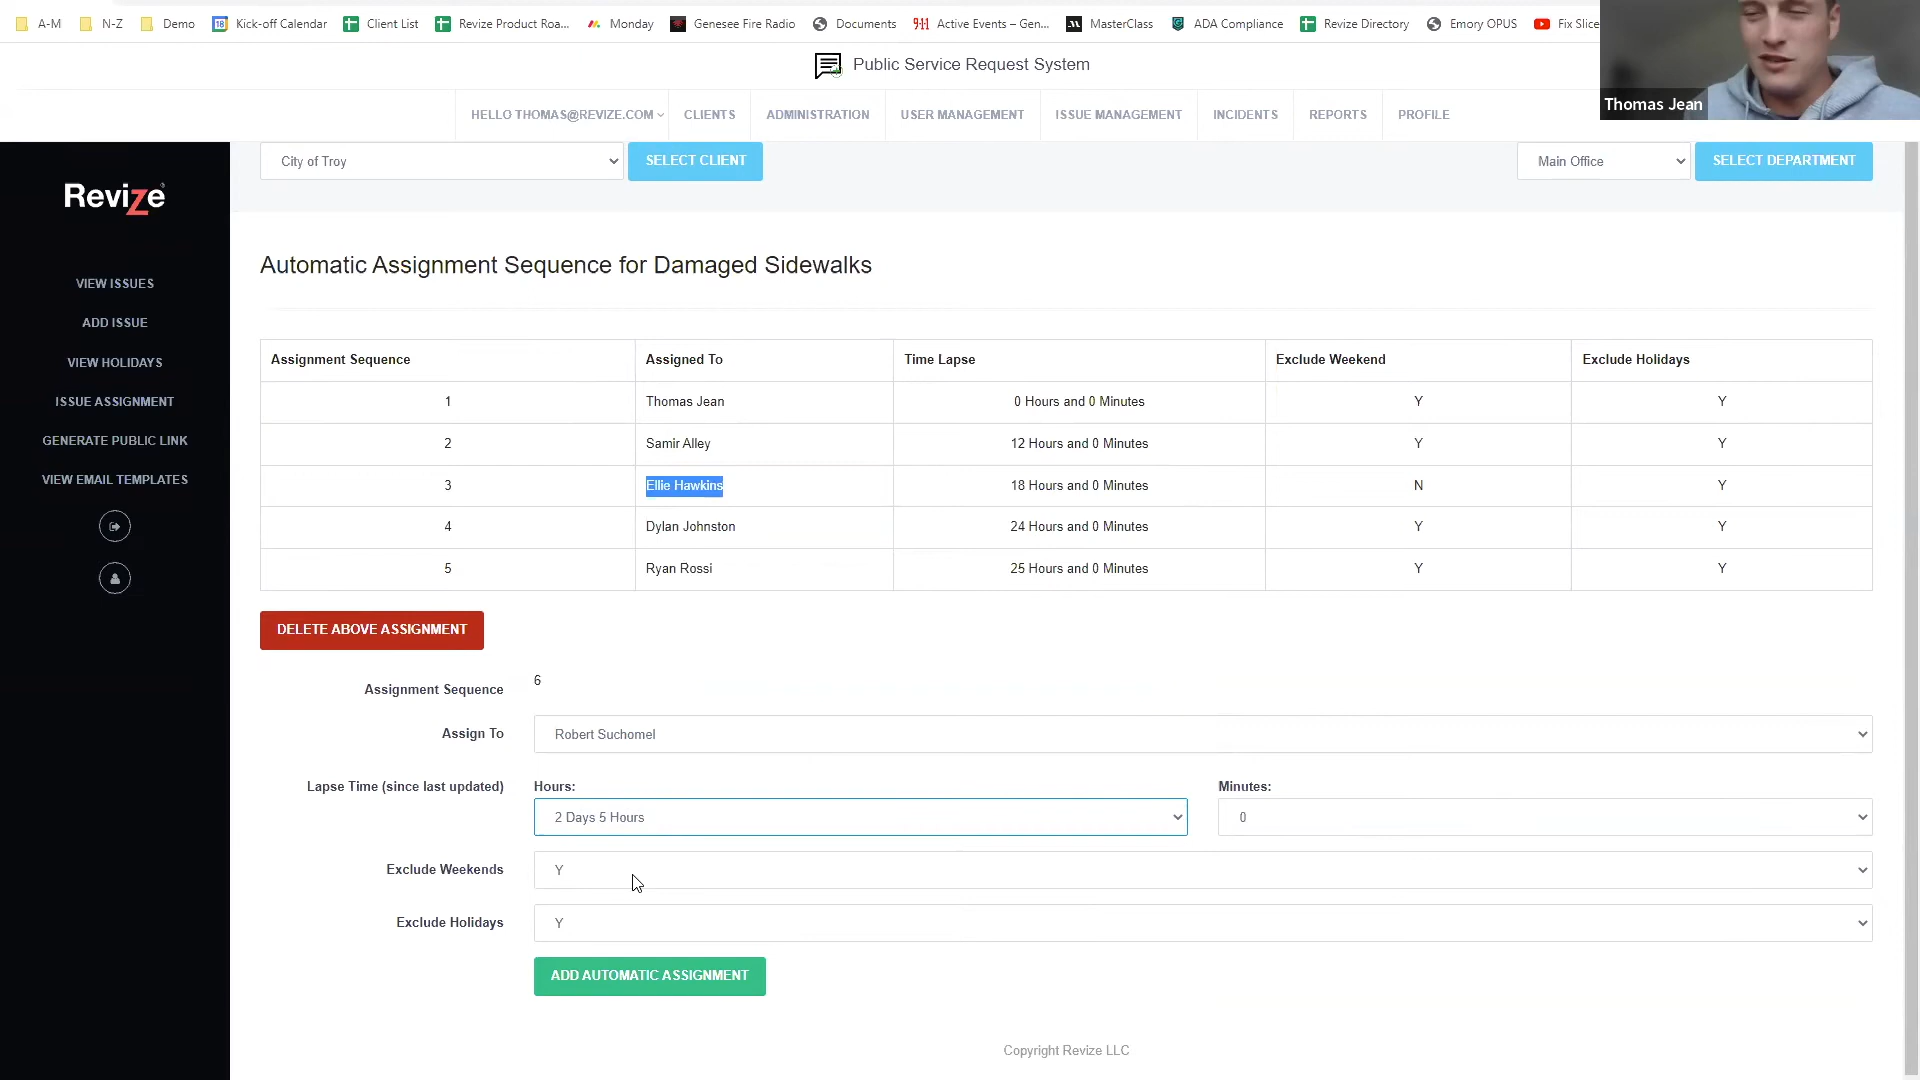 A-M N-Z Demo Kick-off Calendar Client List Revize Product Roa... Monday Genesee Fire Radio Documents 911 Active Events – Gen... MasterClass ADA Compliance Revize Directory Emory OPUS Fix Slice
Public Service Request System
Thomas Jean
HELLO THOMAS@REVIZE.COM CLIENTS ADMINISTRATION USER MANAGEMENT ISSUE MANAGEMENT INCIDENTS REPORTS PROFILE
City of Troy SELECT CLIENT Main Office SELECT DEPARTMENT
Revize
VIEW ISSUES
ADD ISSUE
VIEW HOLIDAYS
ISSUE ASSIGNMENT
GENERATE PUBLIC LINK
VIEW EMAIL TEMPLATES
Automatic Assignment Sequence for Damaged Sidewalks
Assignment Sequence Assigned To Time Lapse Exclude Weekend Exclude Holidays
1 Thomas Jean 0 Hours and 0 Minutes Y Y
2 Samir Alley 12 Hours and 0 Minutes Y Y
3 Ellie Hawkins 18 Hours and 0 Minutes N Y
4 Dylan Johnston 24 Hours and 0 Minutes Y Y
5 Ryan Rossi 25 Hours and 0 Minutes Y Y
DELETE ABOVE ASSIGNMENT
Assignment Sequence 6
Assign To Robert Suchomel
Lapse Time (since last updated) Hours: Minutes:
2 Days 5 Hours 0
Exclude Weekends Y
Exclude Holidays Y
ADD AUTOMATIC ASSIGNMENT
Copyright Revize LLC